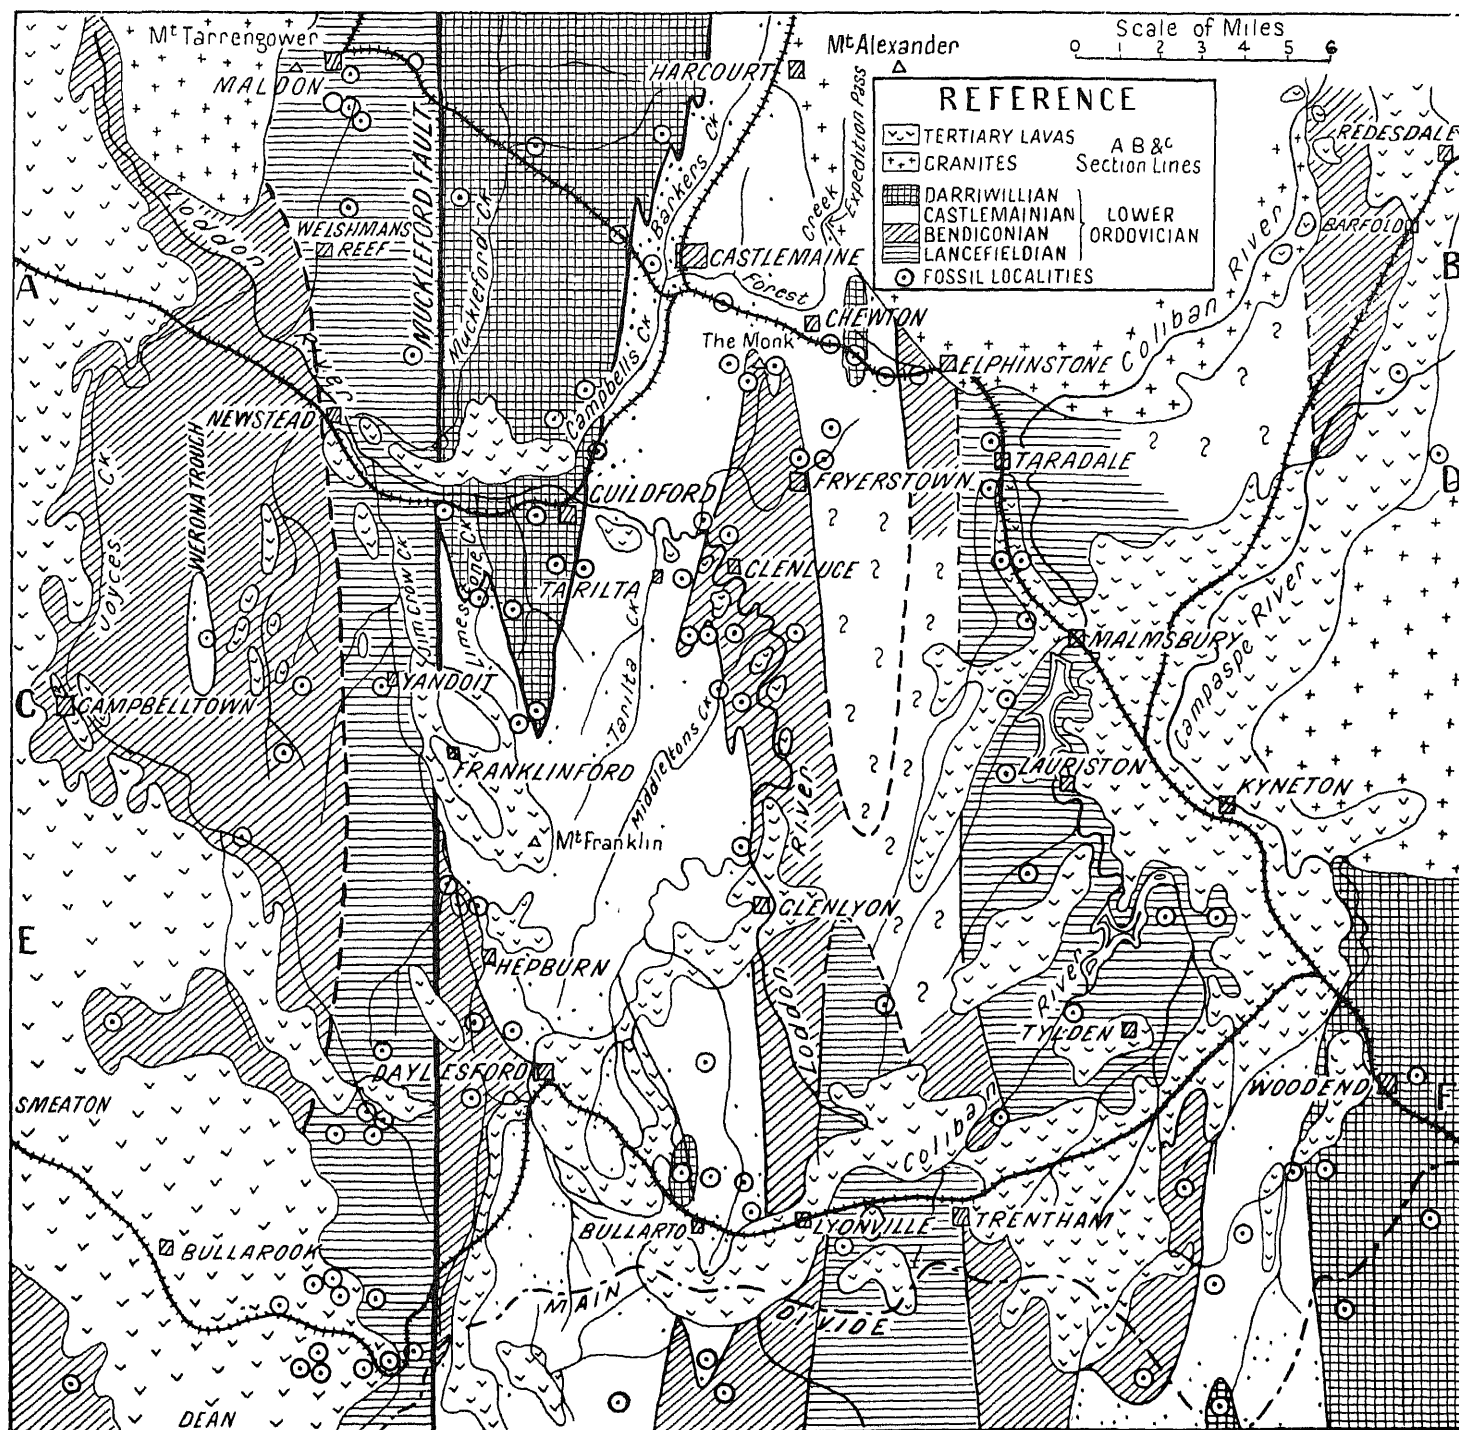 Scale of Miles
0 1 2 3 4 5 6
Mt Tarrengower
MALDON
HARCOURT
Mt Alexander
Expedition Pass
REFERENCE
TERTIARY LAVAS
GRANITES
A B & C
Section Lines
DARRIWILLIAN
CASTLEMAINIAN
BENDIGONIAN
LANCEFIELDIAN
LOWER
ORDOVICIAN
FOSSIL LOCALITIES
REDESDALE
BARFOLD
Barkers Ck
MUCKLEFORD FAULT
Muckleford Ck
Loddon
River
WELSHMANS
REEF
CASTLEMAINE
Forest
Creek
Coliban River
A
B
CHEWTON
The Monk
ELPHINSTONE
Campbells Ck
NEWSTEAD
WERONA TROUGH
Joyces Ck
TARADALE
FRYERSTOWN
GUILDFORD
D
Jim Crow Ck
Limestone Ck
TARILTA
GLENLUCE
MALMSBURY
Campaspe River
YANDOIT
C
CAMPBELLTOWN
Tarilta Ck
Middletons Ck
FRANKLINFORD
LAURISTON
KYNETON
Mt Franklin
River
GLENLYON
E
HEPBURN
LODDON
River
TYLDEN
DAYLESFORD
WOODEND
F
SMEATON
Coliban
BULLARTO
LYONVILLE
TRENTHAM
BULLAROOK
MAIN
DIVIDE
DEAN